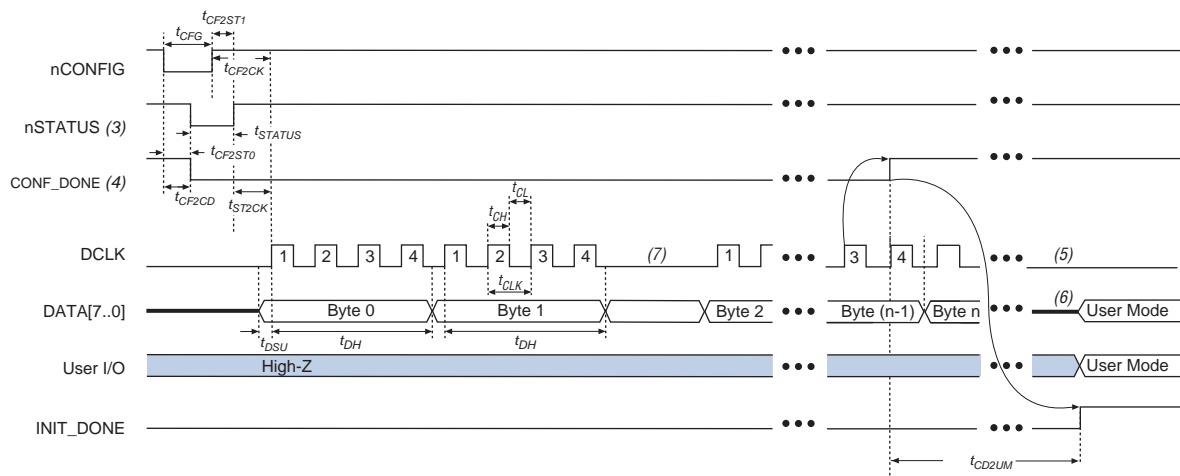 tCF2ST1
tCFG
nCONFIG
tCF2CK
nSTATUS (3)
tSTATUS
tCF2ST0
CONF_DONE (4)
tCF2CD
tST2CK
tCL
tCH
DCLK
1 2 3 4 1 2 3 4 (7) 1 3 4 (5)
tCLK
DATA[7..0] Byte 0 Byte 1 Byte 2 Byte (n-1) Byte n (6) User Mode
tDSU tDH tDH
User I/O High-Z User Mode
INIT_DONE
tCD2UM